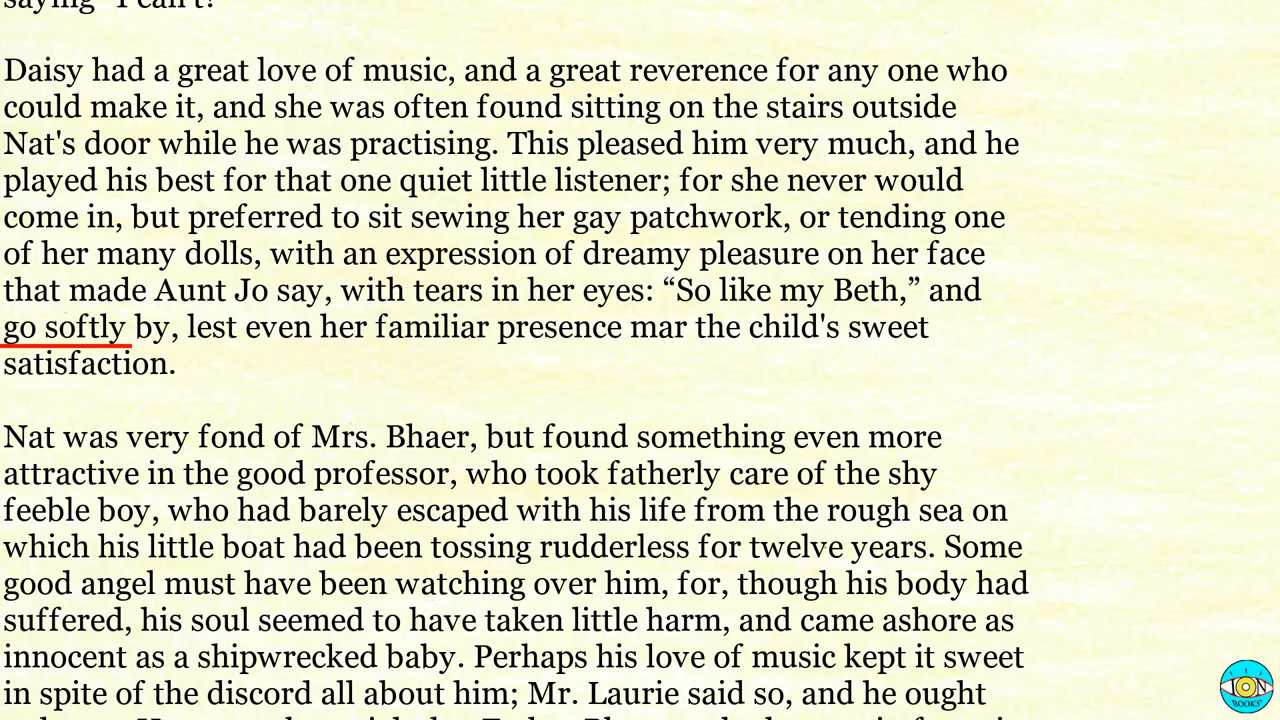 saying "I can't!"
Daisy had a great love of music, and a great reverence for any one who
could make it, and she was often found sitting on the stairs outside
Nat's door while he was practising. This pleased him very much, and he
played his best for that one quiet little listener; for she never would
come in, but preferred to sit sewing her gay patchwork, or tending one
of her many dolls, with an expression of dreamy pleasure on her face
that made Aunt Jo say, with tears in her eyes: “So like my Beth,” and
go softly by, lest even her familiar presence mar the child's sweet
satisfaction.
Nat was very fond of Mrs. Bhaer, but found something even more
attractive in the good professor, who took fatherly care of the shy
feeble boy, who had barely escaped with his life from the rough sea on
which his little boat had been tossing rudderless for twelve years. Some
good angel must have been watching over him, for, though his body had
suffered, his soul seemed to have taken little harm, and came ashore as
innocent as a shipwrecked baby. Perhaps his love of music kept it sweet
in spite of the discord all about him; Mr. Laurie said so, and he ought
ION
BOOKS